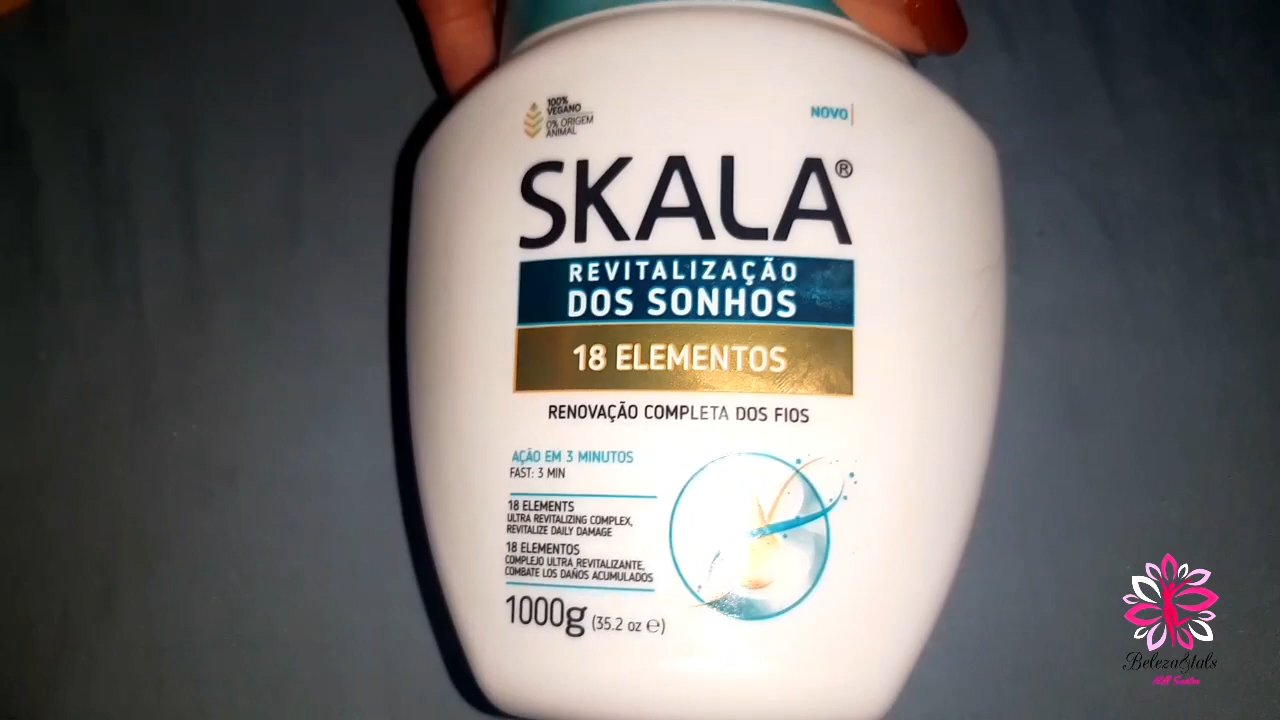 100%
VEGANO
0% ORIGEM
ANIMAL
NOVO
SKALA®
REVITALIZAÇÃO
DOS SONHOS
18 ELEMENTOS
RENOVAÇÃO COMPLETA DOS FIOS
AÇÃO EM 3 MINUTOS
FAST: 3 MIN
18 ELEMENTS
ULTRA REVITALIZING COMPLEX,
REVITALIZE DAILY DAMAGE
18 ELEMENTOS
COMPLEJO ULTRA REVITALIZANTE,
COMBATE LOS DAÑOS ACUMULADOS
1000g (35.2 oz ℮)
Beleza&tals